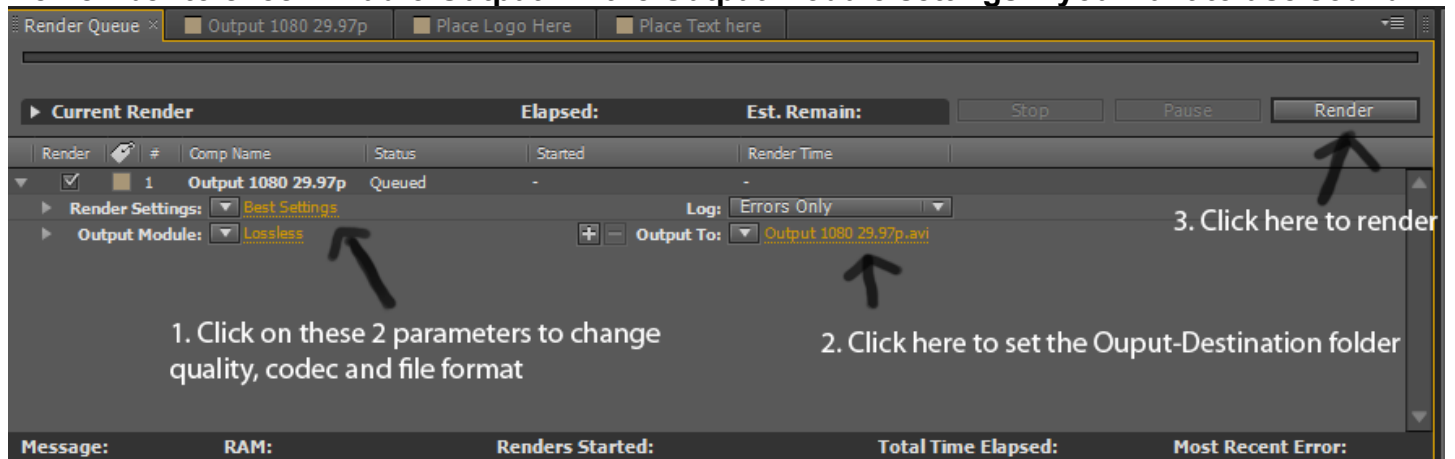 Render Queue × Output 1080 29.97p Place Logo Here Place Text here
Current Render Elapsed: Est. Remain: Stop Pause Render
Render # Comp Name Status Started Render Time
1 Output 1080 29.97p Queued - -
Render Settings: Best Settings Log: Errors Only
Output Module: Lossless + - Output To: Output 1080 29.97p.avi
3. Click here to render
1. Click on these 2 parameters to change
quality, codec and file format
2. Click here to set the Ouput-Destination folder
Message: RAM: Renders Started: Total Time Elapsed: Most Recent Error: